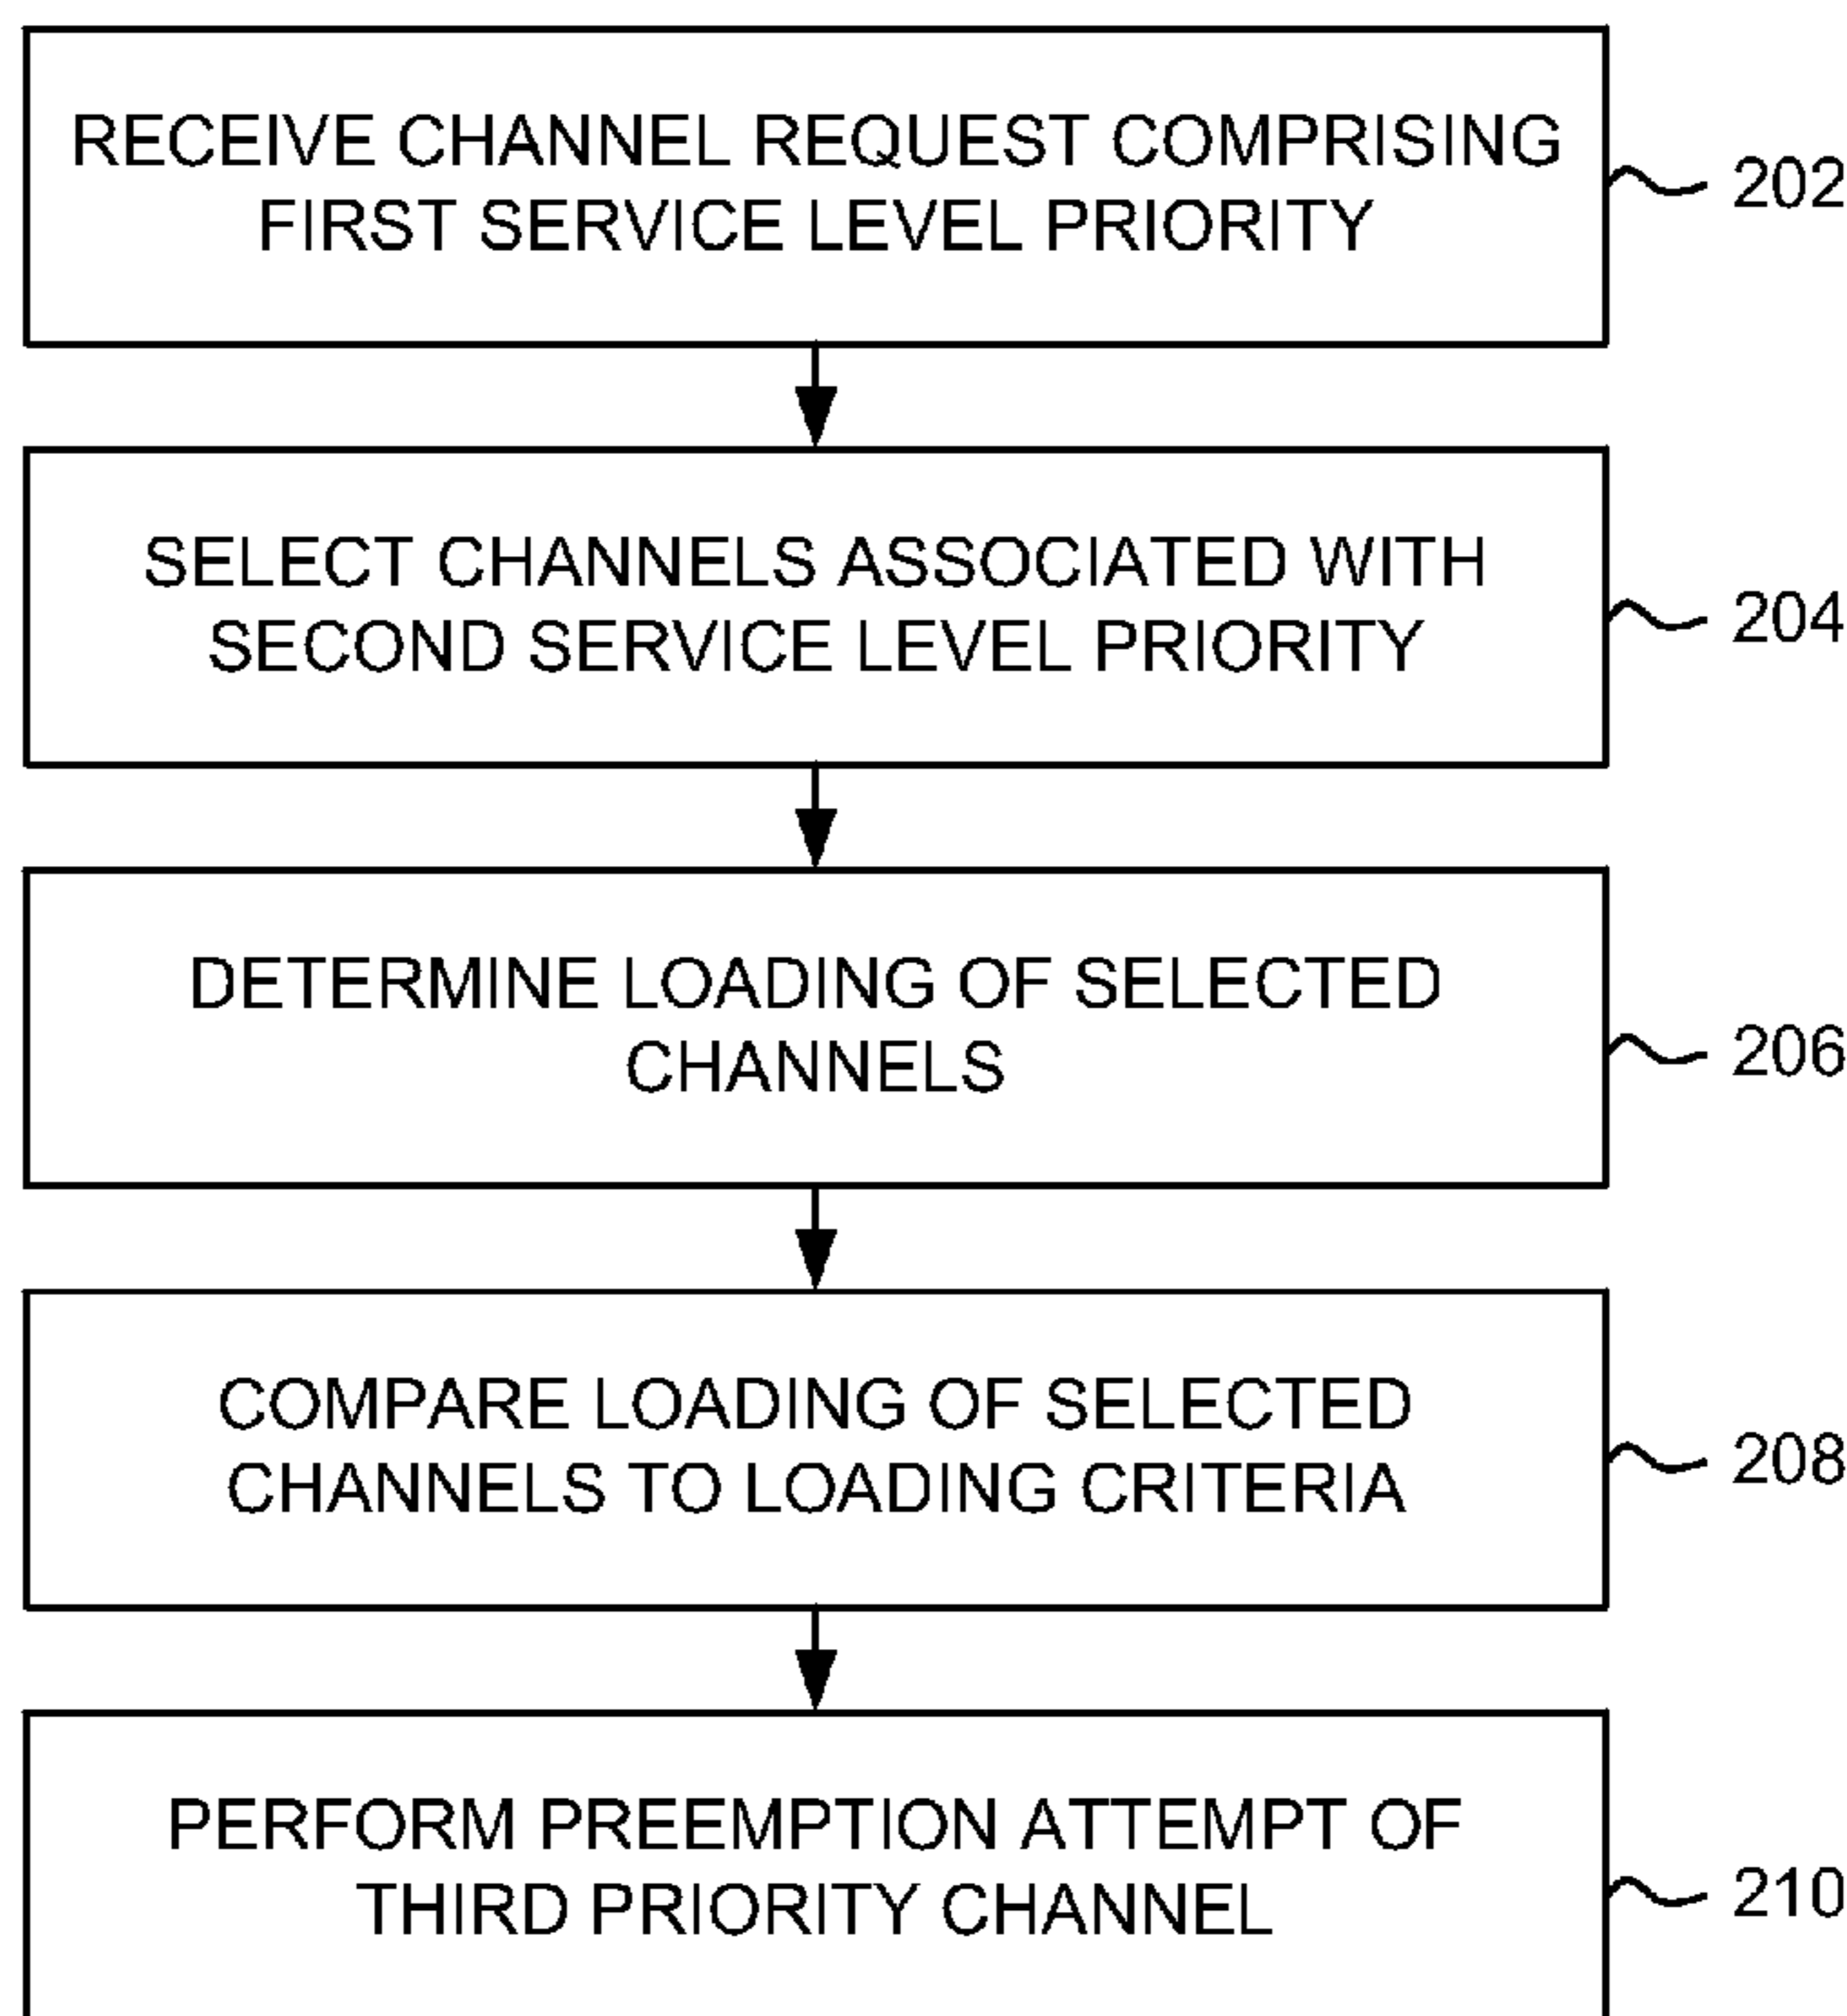 RECEIVE CHANNEL REQUEST COMPRISING
FIRST SERVICE LEVEL PRIORITY
202
SELECT CHANNELS ASSOCIATED WITH
SECOND SERVICE LEVEL PRIORITY
204
DETERMINE LOADING OF SELECTED
CHANNELS
206
COMPARE LOADING OF SELECTED
CHANNELS TO LOADING CRITERIA
208
PERFORM PREEMPTION ATTEMPT OF
THIRD PRIORITY CHANNEL
210